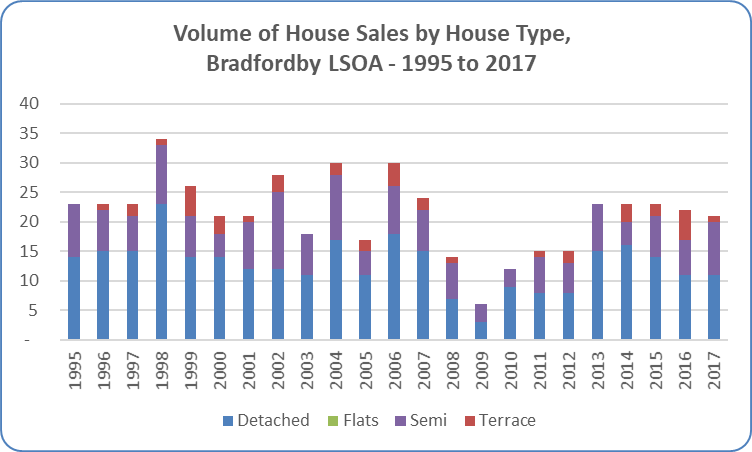 Volume of House Sales by House Type,
Bradfordby LSOA - 1995 to 2017
40
35
30
25
20
15
10
5
-
1995 1996 1997 1998 1999 2000 2001 2002 2003 2004 2005 2006 2007 2008 2009 2010 2011 2012 2013 2014 2015 2016 2017
Detached Flats Semi Terrace